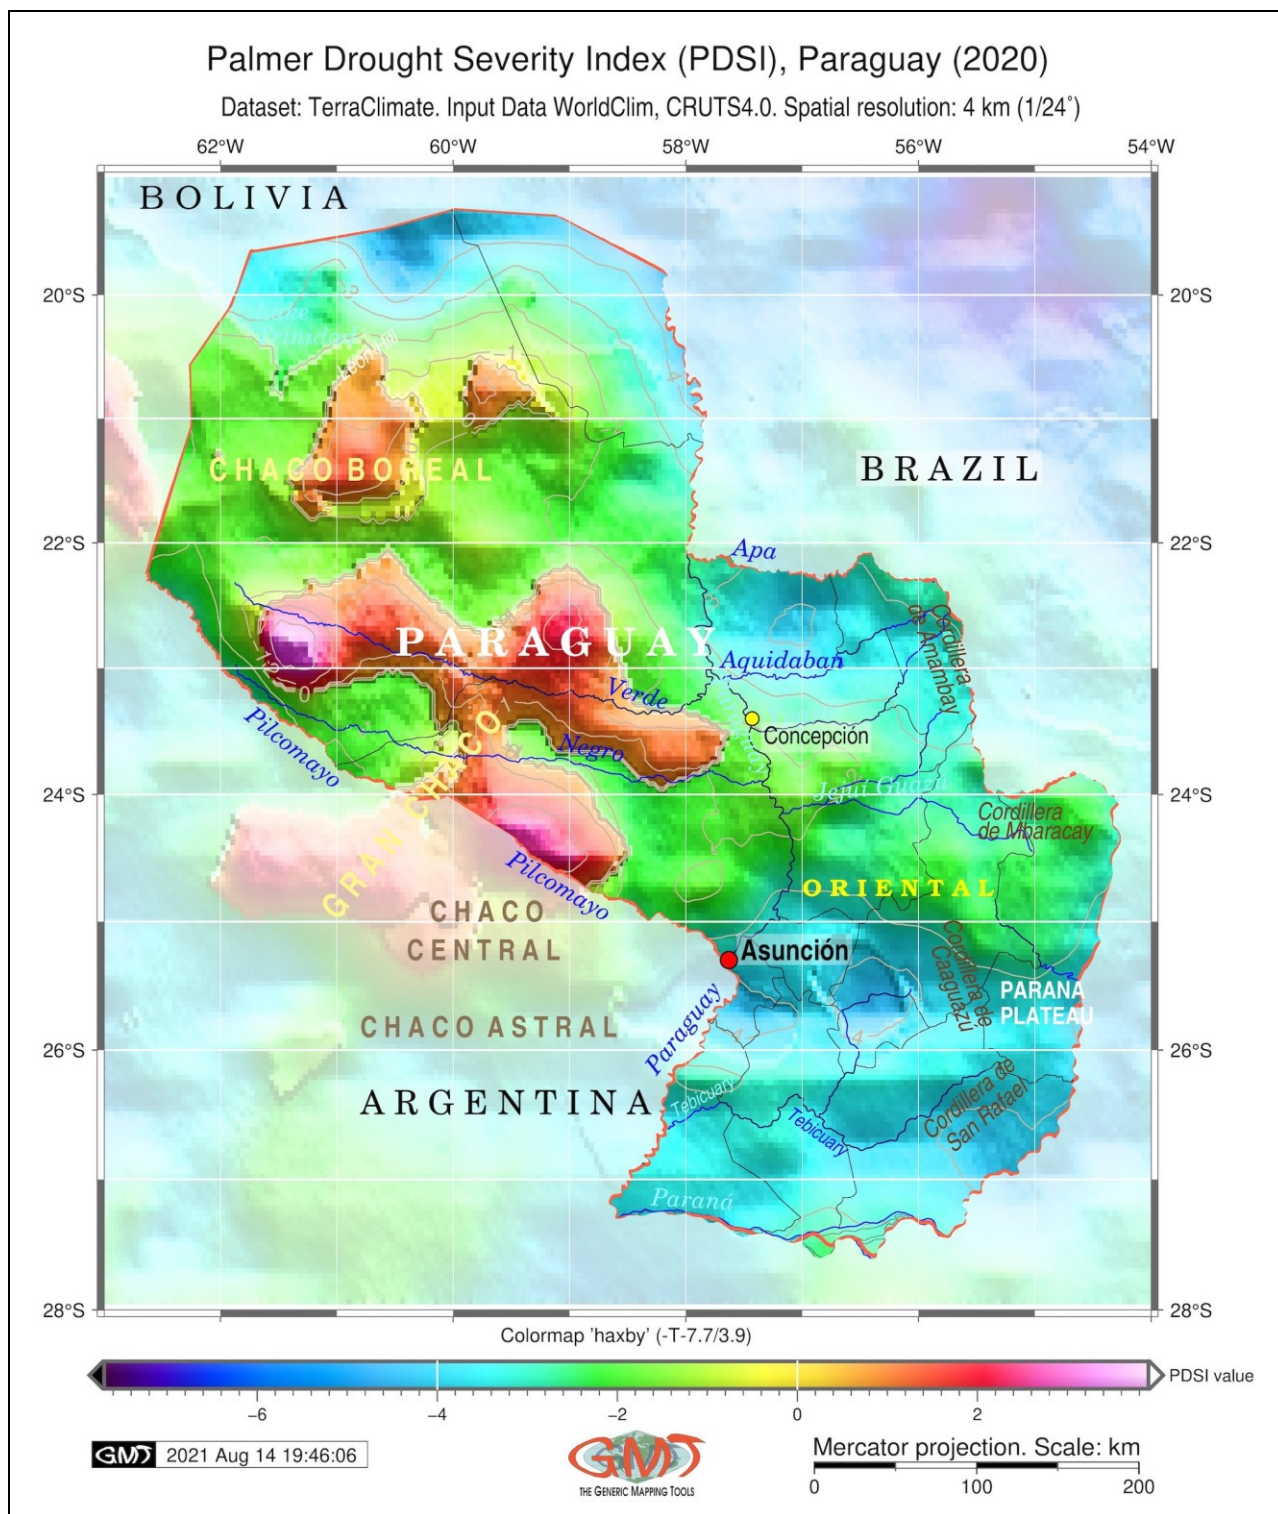 Palmer Drought Severity Index (PDSI), Paraguay (2020)
Dataset: TerraClimate. Input Data WorldClim, CRUTS4.0. Spatial resolution: 4 km (1/24°)
62°W 60°W 58°W 56°W 54°W
BOLIVIA
20°S 20°S
Lake
Leon Hill
CHACO BOREAL
BRAZIL
22°S 22°S
Apa
PARAGUAY
Aquidaban
Cordillera
de Amambay
Verde
Concepción
Pilcomayo
Negro
GRAN CHACO
Jejui Guazú
24°S 24°S
Cordillera
de Mbaracay
Pilcomayo
ORIENTAL
CHACO
CENTRAL
Asunción
Cordillera de
Caaguazú
PARANA
PLATEAU
CHACO ASTRAL
Paraguay
26°S 26°S
ARGENTINA
Tebicuary
Tebicuary
Cordillera de
San Rafael
Paraná
28°S 28°S
Colormap 'haxby' (-T-7.7/3.9)
PDSI value
−6 −4 −2 0 2
GMT 2021 Aug 14 19:46:06
GMT
THE GENERIC MAPPING TOOLS
Mercator projection. Scale: km
0 100 200